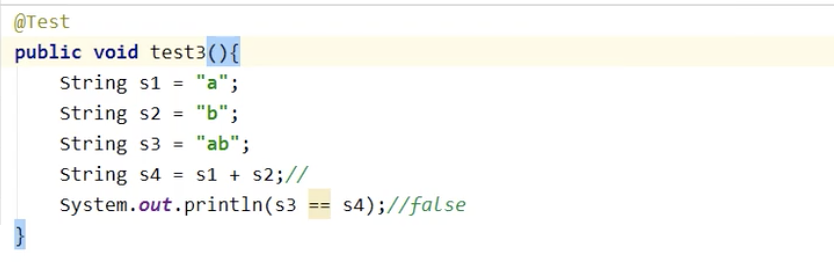 @Test
public void test3(){
    String s1 = "a";
    String s2 = "b";
    String s3 = "ab";
    String s4 = s1 + s2;//
    System.out.println(s3 == s4);//false
}